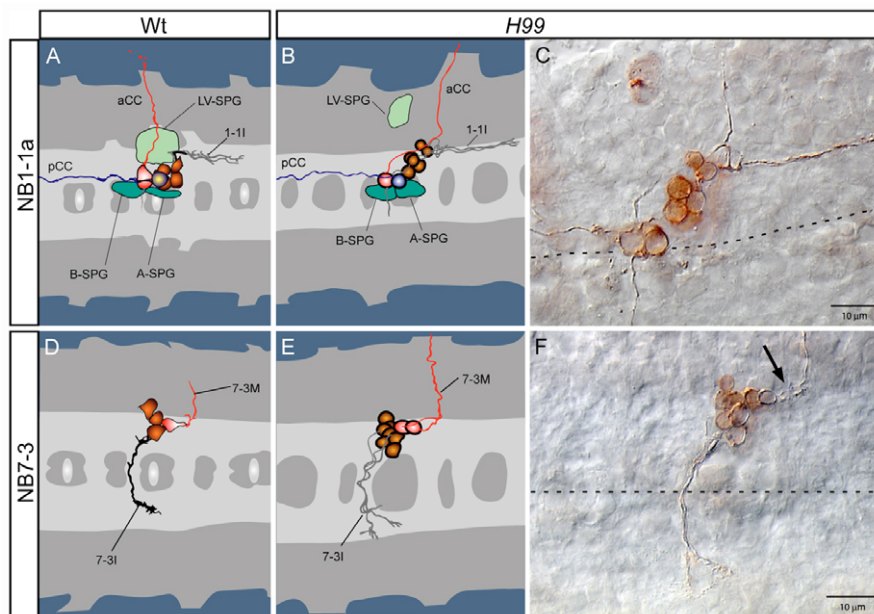 Wt
H99
NB1-1a
A
aCC
LV-SPG
1-1I
pCC
B-SPG
A-SPG
B
LV-SPG
aCC
1-1I
pCC
B-SPG
A-SPG
C
10 µm
NB7-3
D
7-3M
7-3I
E
7-3M
7-3I
F
10 µm